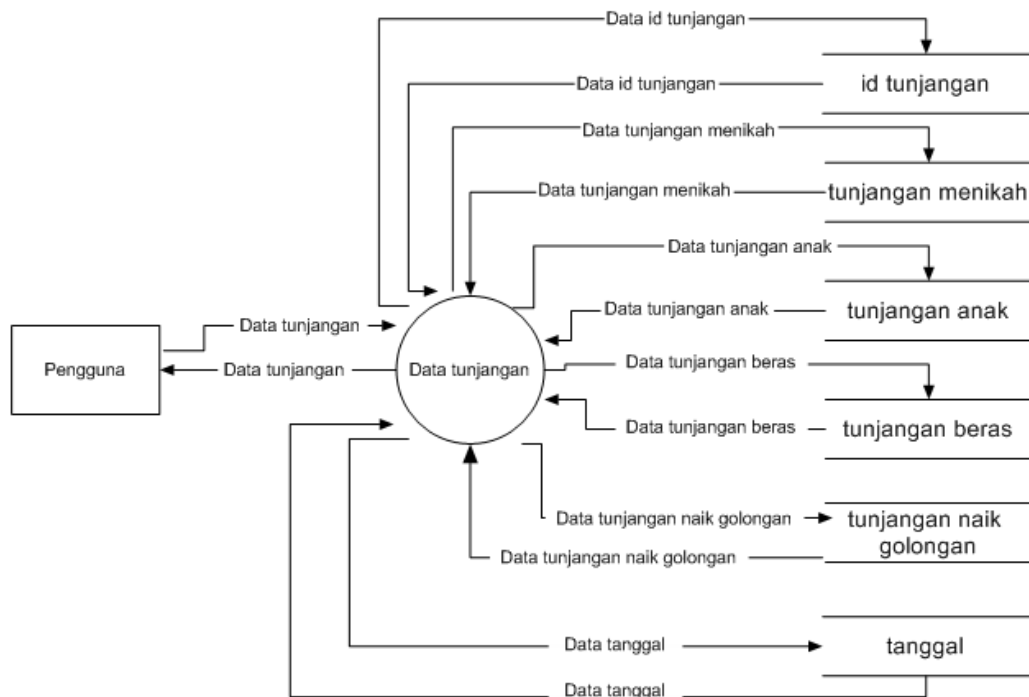 Data id tunjangan
id tunjangan
Data id tunjangan
Data tunjangan menikah
Data tunjangan menikah
tunjangan menikah
Data tunjangan anak
Data tunjangan anak
tunjangan anak
Data tunjangan
Pengguna
Data tunjangan
Data tunjangan
Data tunjangan beras
Data tunjangan beras
tunjangan beras
Data tunjangan naik golongan
tunjangan naik
golongan
Data tunjangan naik golongan
Data tanggal
tanggal
Data tanggal